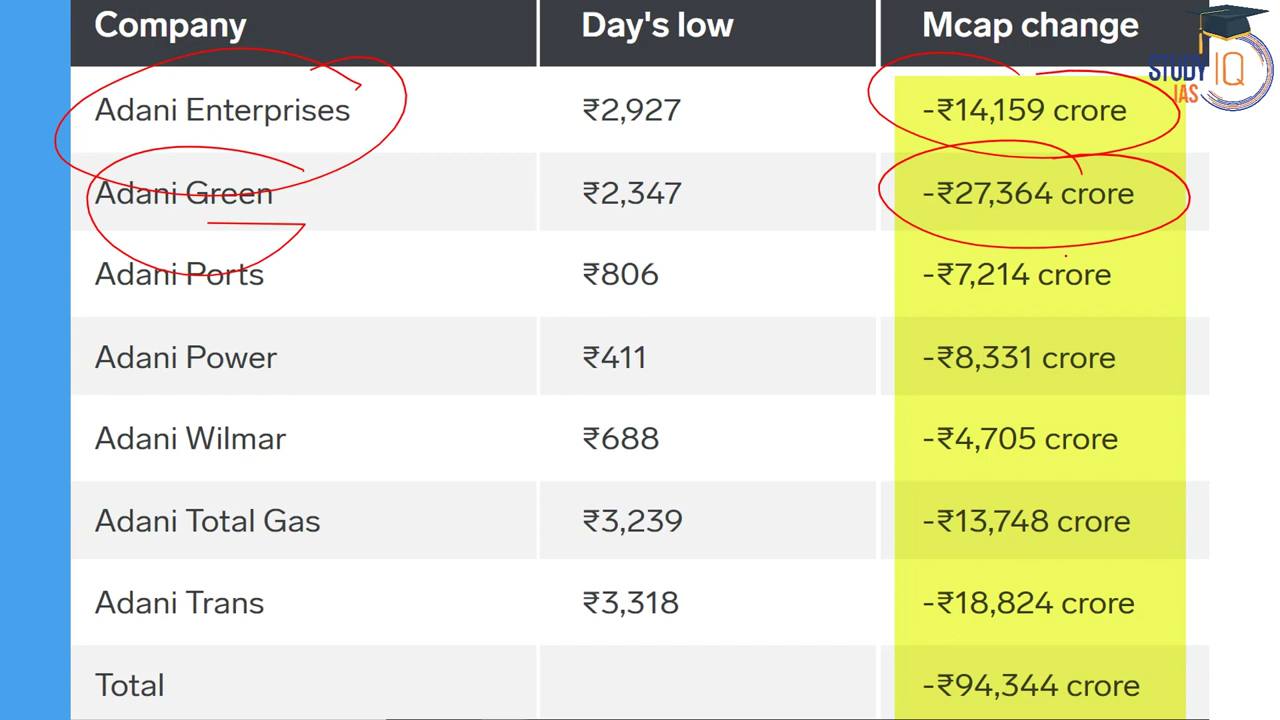 Company Day's low Mcap change
STUDY IQ
IAS
Adani Enterprises ₹2,927 -₹14,159 crore
Adani Green ₹2,347 -₹27,364 crore
Adani Ports ₹806 -₹7,214 crore
Adani Power ₹411 -₹8,331 crore
Adani Wilmar ₹688 -₹4,705 crore
Adani Total Gas ₹3,239 -₹13,748 crore
Adani Trans ₹3,318 -₹18,824 crore
Total -₹94,344 crore